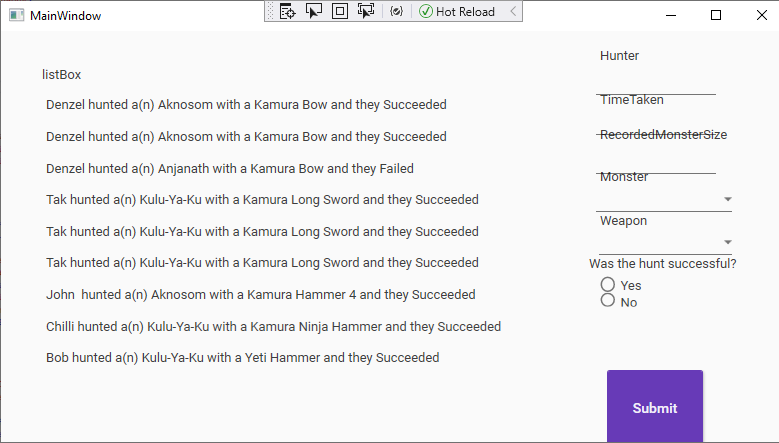 MainWindow
Hot Reload
listBox
Denzel hunted a(n) Aknosom with a Kamura Bow and they Succeeded
Denzel hunted a(n) Aknosom with a Kamura Bow and they Succeeded
Denzel hunted a(n) Anjanath with a Kamura Bow and they Failed
Tak hunted a(n) Kulu-Ya-Ku with a Kamura Long Sword and they Succeeded
Tak hunted a(n) Kulu-Ya-Ku with a Kamura Long Sword and they Succeeded
Tak hunted a(n) Kulu-Ya-Ku with a Kamura Long Sword and they Succeeded
John  hunted a(n) Aknosom with a Kamura Hammer 4 and they Succeeded
Chilli hunted a(n) Kulu-Ya-Ku with a Kamura Ninja Hammer and they Succeeded
Bob hunted a(n) Kulu-Ya-Ku with a Yeti Hammer and they Succeeded
Hunter
TimeTaken
RecordedMonsterSize
Monster
Weapon
Was the hunt successful?
Yes
No
Submit